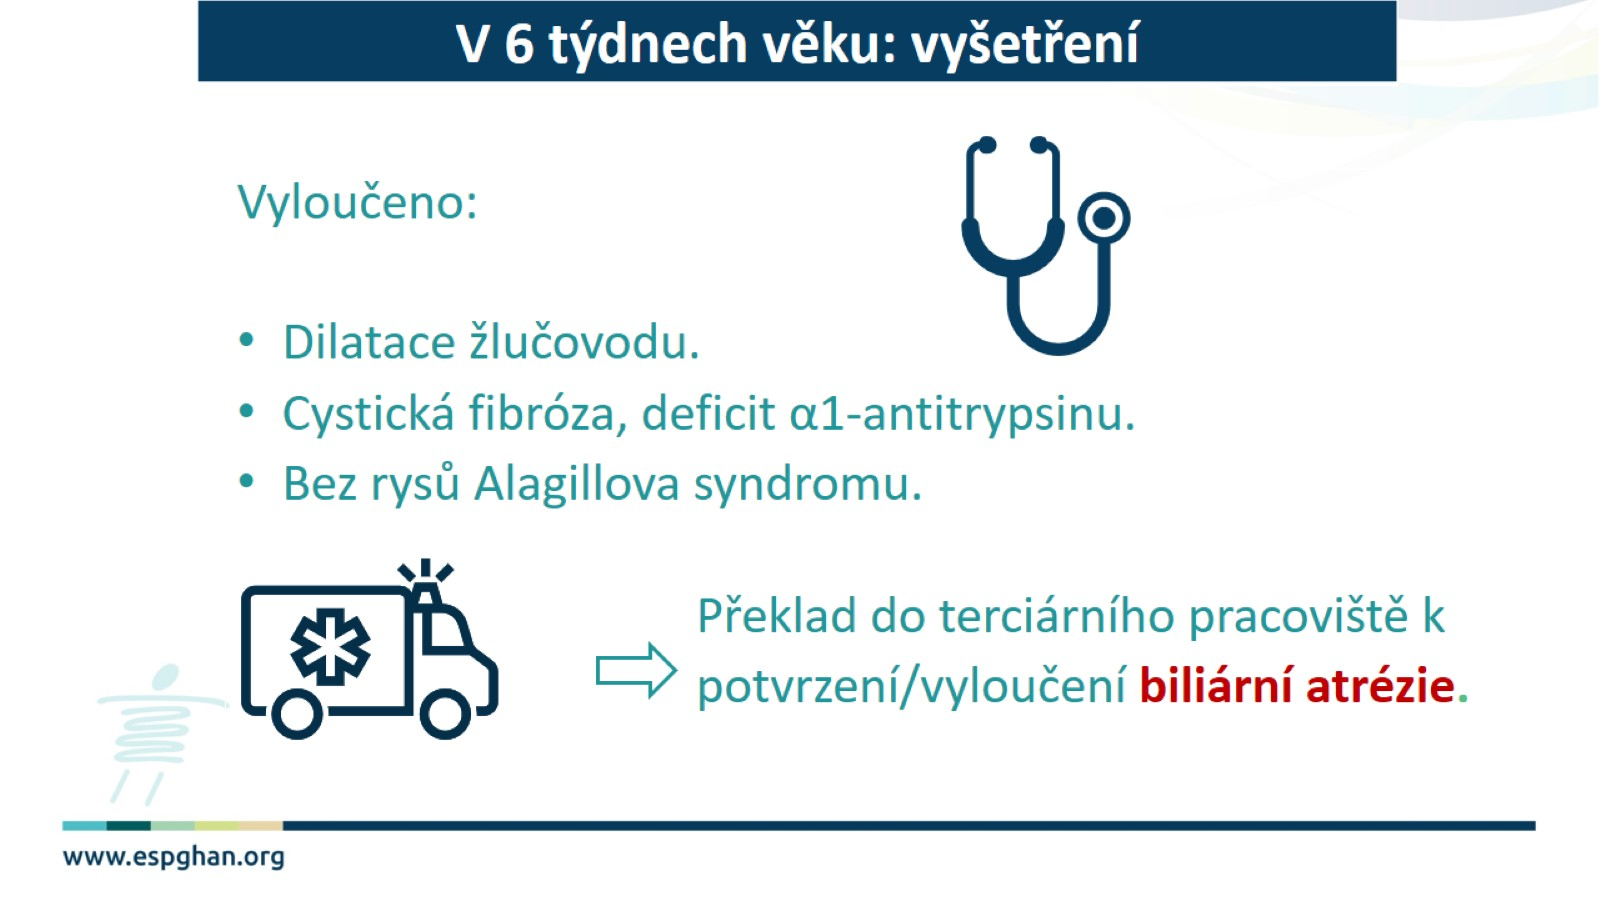 V 6 týdnech věku: vyšetření
Vyloučeno:
• Dilatace žlučovodu.
• Cystická fibróza, deficit α1-antitrypsinu.
• Bez rysů Alagillova syndromu.
Překlad do terciárního pracoviště k
potvrzení/vyloučení biliární atrézie.
www.espghan.org